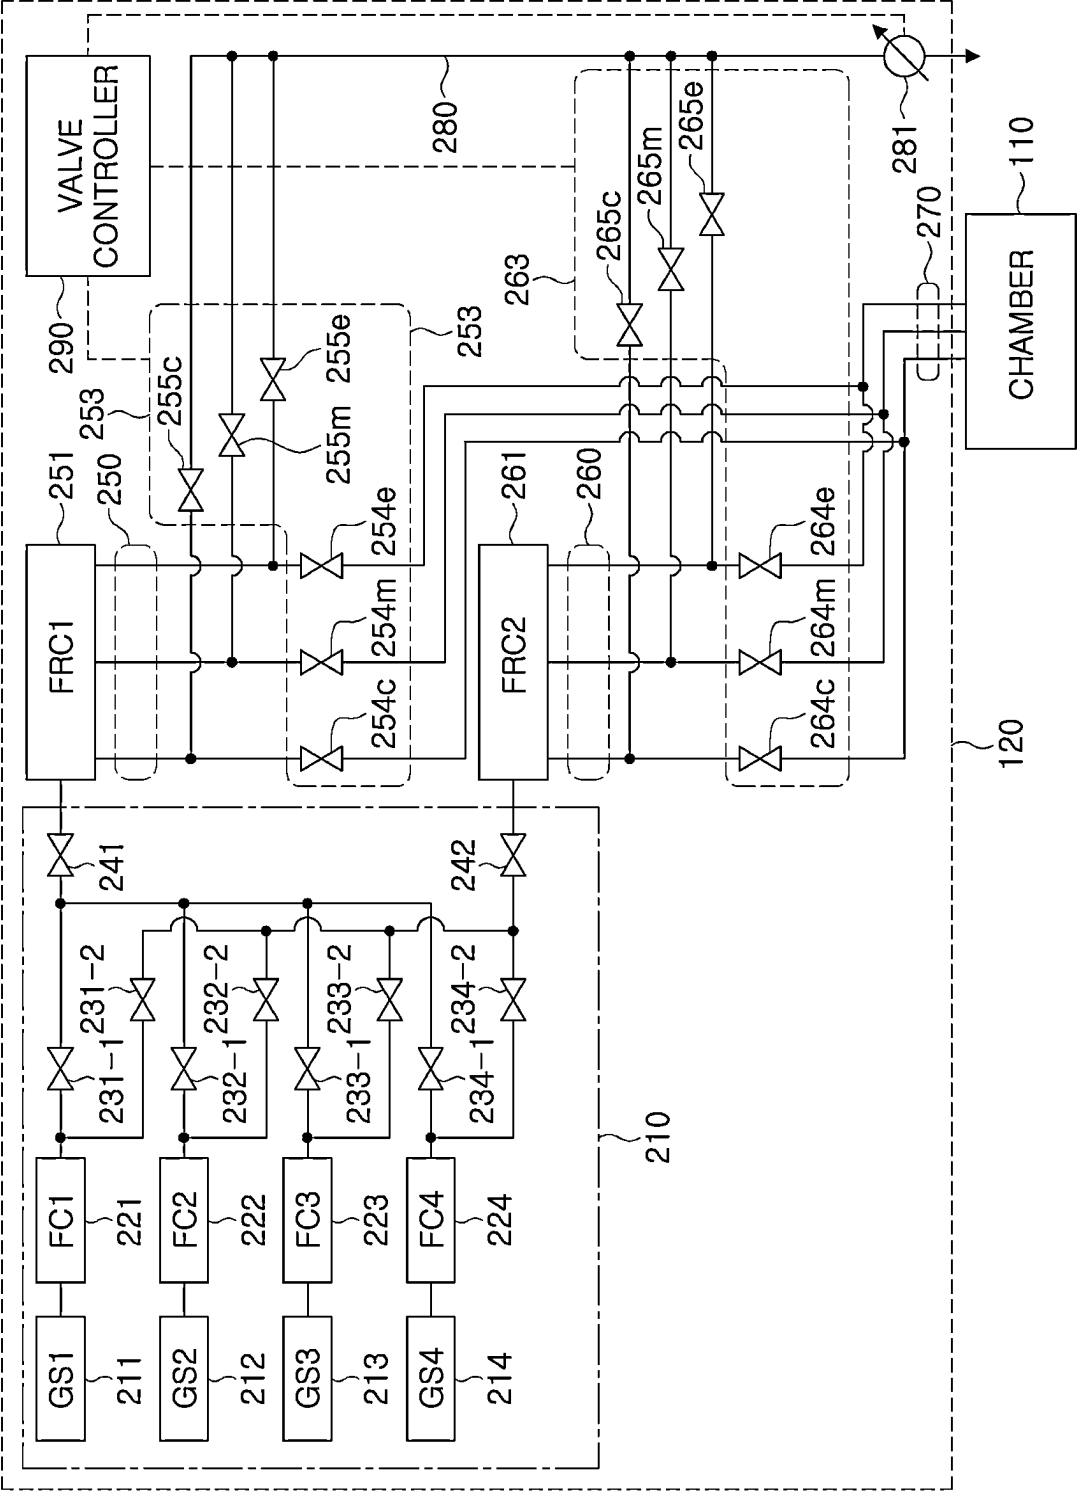 GS1
211
GS2
212
GS3
213
GS4
214
FC1
221
FC2
222
FC3
223
FC4
224
231-1
231-2
232-1
232-2
233-1
233-2
234-1
234-2
210
241
242
FRC1
251
250
253
255c
255m
255e
253
254e
254m
254c
FRC2
261
260
263
265c
265m
265e
264e
264m
264c
VALVE
CONTROLLER
290
280
281
270
CHAMBER
110
120